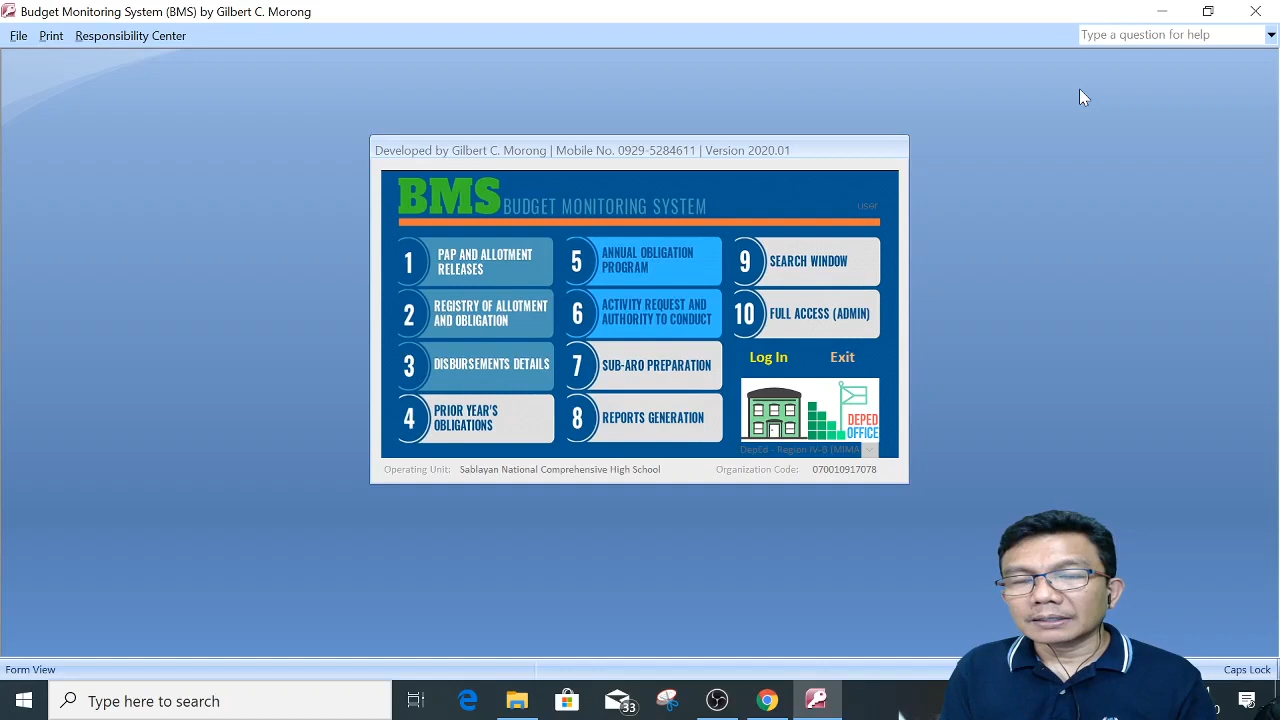 Budget Monitoring System (BMS) by Gilbert C. Morong
File Print Responsibility Center
Type a question for help
Developed by Gilbert C. Morong | Mobile No. 0929-5284611 | Version 2020.01
BMS BUDGET MONITORING SYSTEM
user
1 PAP AND ALLOTMENT
RELEASES
2 REGISTRY OF ALLOTMENT
AND OBLIGATION
3 DISBURSEMENTS DETAILS
4 PRIOR YEAR'S
OBLIGATIONS
5 ANNUAL OBLIGATION
PROGRAM
6 ACTIVITY REQUEST AND
AUTHORITY TO CONDUCT
7 SUB-ARO PREPARATION
8 REPORTS GENERATION
9 SEARCH WINDOW
10 FULL ACCESS (ADMIN)
Log In Exit
DEPED
OFFICE
DepEd - Region IV-B (MIMA
Operating Unit: Sablayan National Comprehensive High School Organization Code: 070010917078
Form View
Caps Lock
Type here to search
33